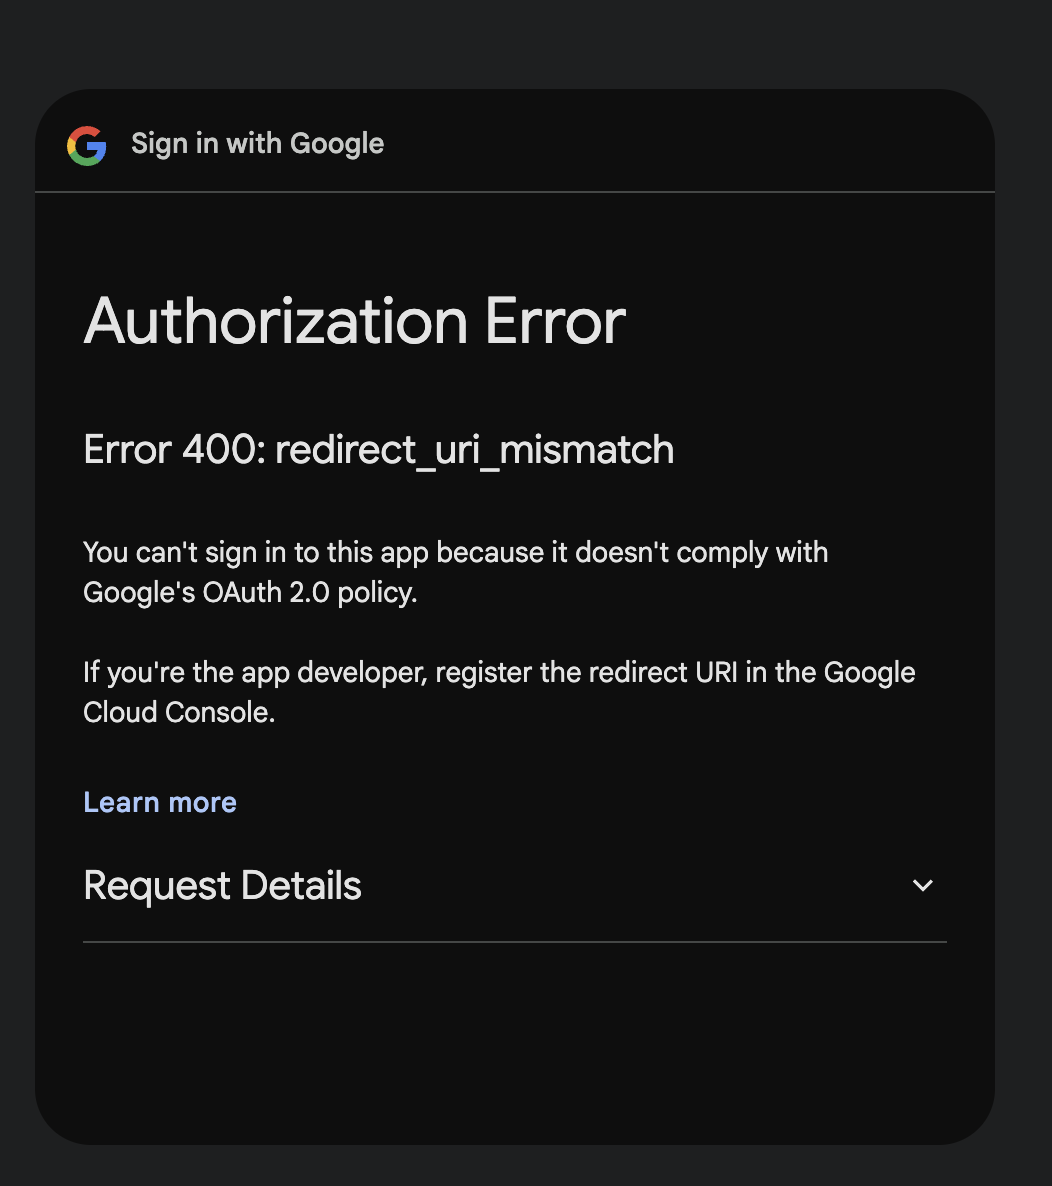 Sign in with Google
Authorization Error
Error 400: redirect_uri_mismatch
You can't sign in to this app because it doesn't comply with
Google's OAuth 2.0 policy.
If you're the app developer, register the redirect URI in the Google
Cloud Console.
Learn more
Request Details